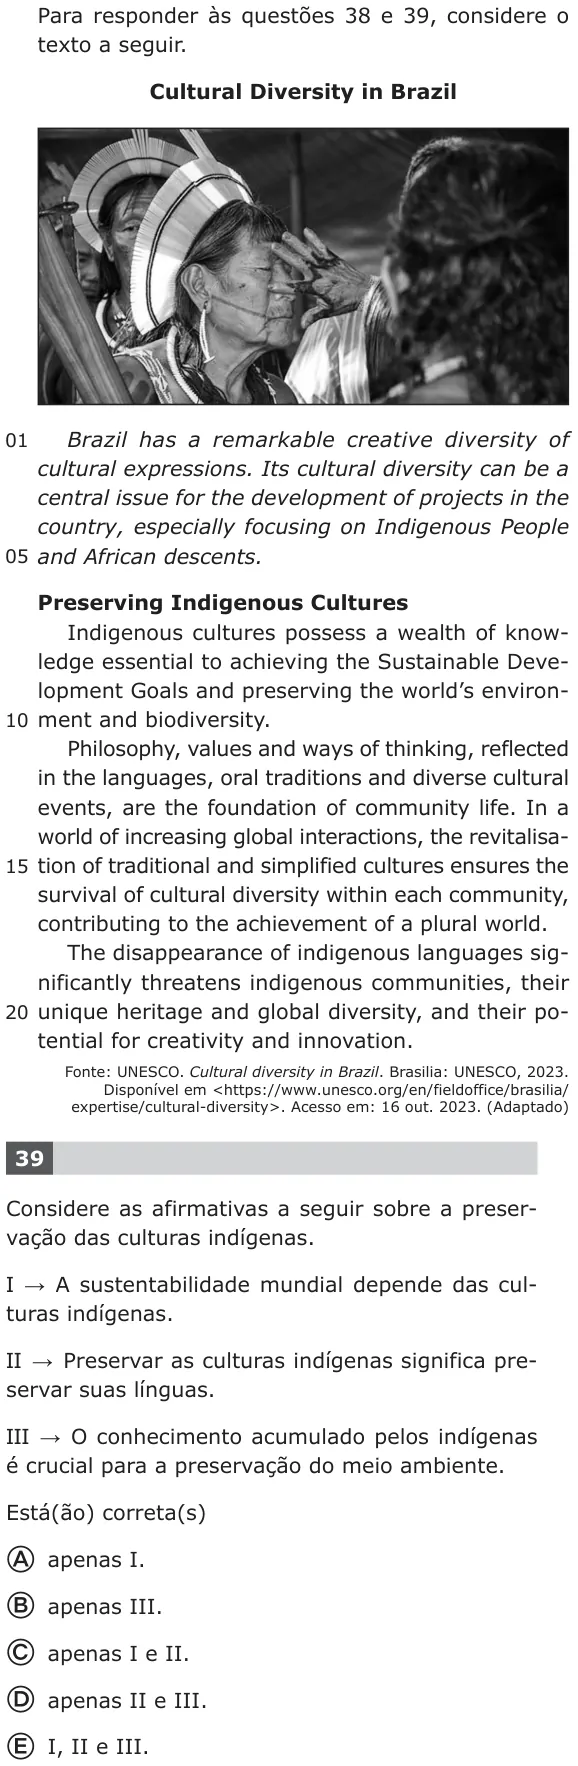 Para responder às questões 38 e 39, considere o
texto a seguir.
Cultural Diversity in Brazil
01 Brazil has a remarkable creative diversity of
cultural expressions. Its cultural diversity can be a
central issue for the development of projects in the
country, especially focusing on Indigenous People
05 and African descents.
Preserving Indigenous Cultures
Indigenous cultures possess a wealth of know-
ledge essential to achieving the Sustainable Deve-
lopment Goals and preserving the world's environ-
10 ment and biodiversity.
Philosophy, values and ways of thinking, reflected
in the languages, oral traditions and diverse cultural
events, are the foundation of community life. In a
world of increasing global interactions, the revitalisa-
15 tion of traditional and simplified cultures ensures the
survival of cultural diversity within each community,
contributing to the achievement of a plural world.
The disappearance of indigenous languages sig-
nificantly threatens indigenous communities, their
20 unique heritage and global diversity, and their po-
tential for creativity and innovation.
Fonte: UNESCO. Cultural diversity in Brazil. Brasilia: UNESCO, 2023.
Disponível em <https://www.unesco.org/en/fieldoffice/brasilia/
expertise/cultural-diversity>. Acesso em: 16 out. 2023. (Adaptado)
39
Considere as afirmativas a seguir sobre a preser-
vação das culturas indígenas.
I → A sustentabilidade mundial depende das cul-
turas indígenas.
II → Preservar as culturas indígenas significa pre-
servar suas línguas.
III → O conhecimento acumulado pelos indígenas
é crucial para a preservação do meio ambiente.
Está(ão) correta(s)
A apenas I.
B apenas III.
C apenas I e II.
D apenas II e III.
E I, II e III.